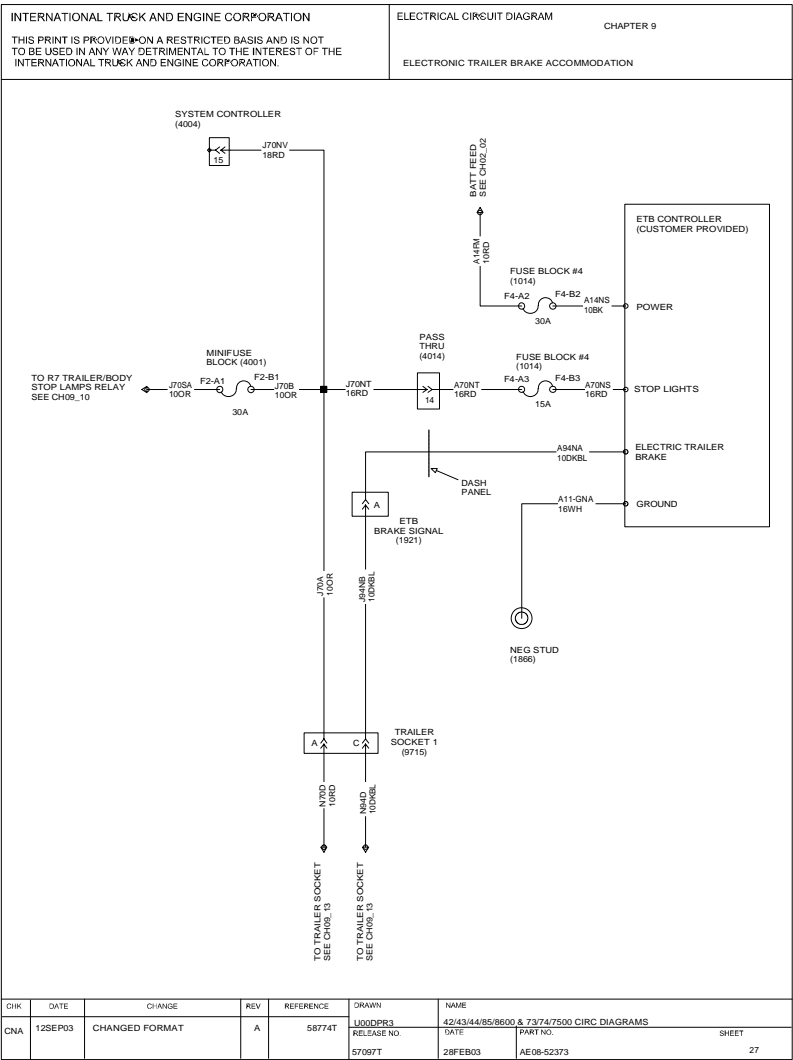 INTERNATIONAL TRUCK AND ENGINE CORPORATION
THIS PRINT IS PROVIDED ON A RESTRICTED BASIS AND IS NOT
TO BE USED IN ANY WAY DETRIMENTAL TO THE INTEREST OF THE
INTERNATIONAL TRUCK AND ENGINE CORPORATION.
ELECTRICAL CIRCUIT DIAGRAM
CHAPTER 9
ELECTRONIC TRAILER BRAKE ACCOMMODATION
SYSTEM CONTROLLER
(4004)
15
J70NV
18RD
BATT FEED
SEE CH02_02
A14FM
10RD
ETB CONTROLLER
(CUSTOMER PROVIDED)
FUSE BLOCK #4
(1014)
F4-A2
F4-B2
30A
A14NS
10BK
POWER
PASS
THRU
(4014)
MINIFUSE
BLOCK (4001)
FUSE BLOCK #4
(1014)
TO R7 TRAILER/BODY
STOP LAMPS RELAY
SEE CH09_10
J70SA
10OR
F2-A1
F2-B1
30A
J70B
10OR
J70NT
16RD
14
A70NT
16RD
F4-A3
F4-B3
15A
A70NS
16RD
STOP LIGHTS
A94NA
10DKBL
ELECTRIC TRAILER
BRAKE
DASH
PANEL
A
ETB
BRAKE SIGNAL
(1921)
A11-GNA
16WH
GROUND
J70A
10OR
J94NB
10DKBL
NEG STUD
(1866)
A
C
TRAILER
SOCKET 1
(9715)
N70D
10RD
N94D
10DKBL
TO TRAILER SOCKET
SEE CH09_13
TO TRAILER SOCKET
SEE CH09_13
CHK DATE CHANGE REV REFERENCE DRAWN NAME
CNA 12SEP03 CHANGED FORMAT A 58774T U00DPR3 42/43/44/85/8600 & 73/74/7500 CIRC DIAGRAMS
RELEASE NO. DATE PART NO. SHEET
57097T 28FEB03 AE08-52373 27